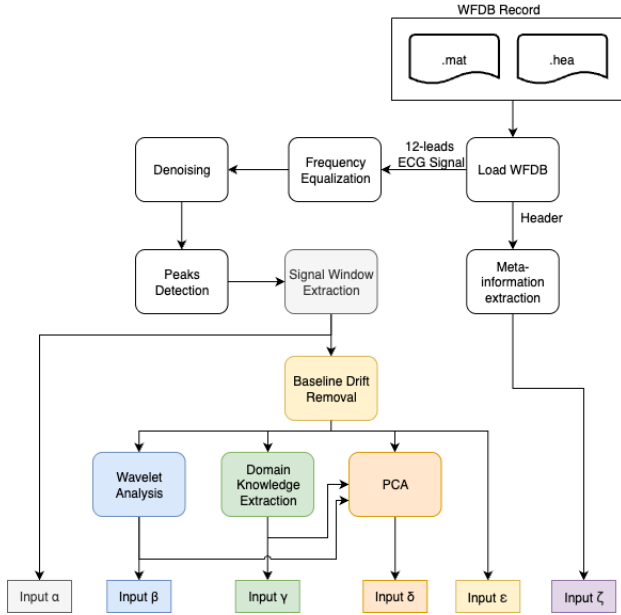 WFDB Record
.mat
.hea
12-leads
ECG Signal
Load WFDB
Frequency
Equalization
Denoising
Header
Peaks
Detection
Signal Window
Extraction
Meta-
information
extraction
Baseline Drift
Removal
Wavelet
Analysis
Domain
Knowledge
Extraction
PCA
Input α
Input β
Input γ
Input δ
Input ε
Input ζ